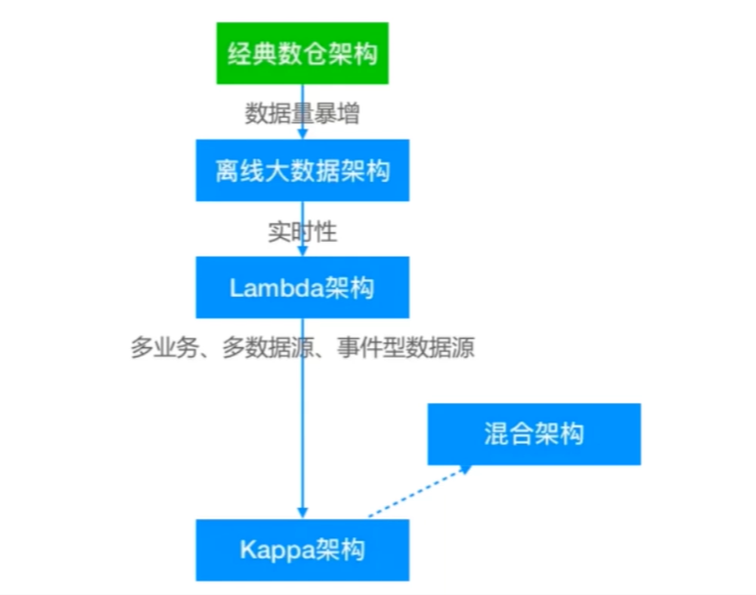 经典数仓架构
数据量暴增
离线大数据架构
实时性
Lambda架构
多业务、多数据源、事件型数据源
混合架构
Kappa架构